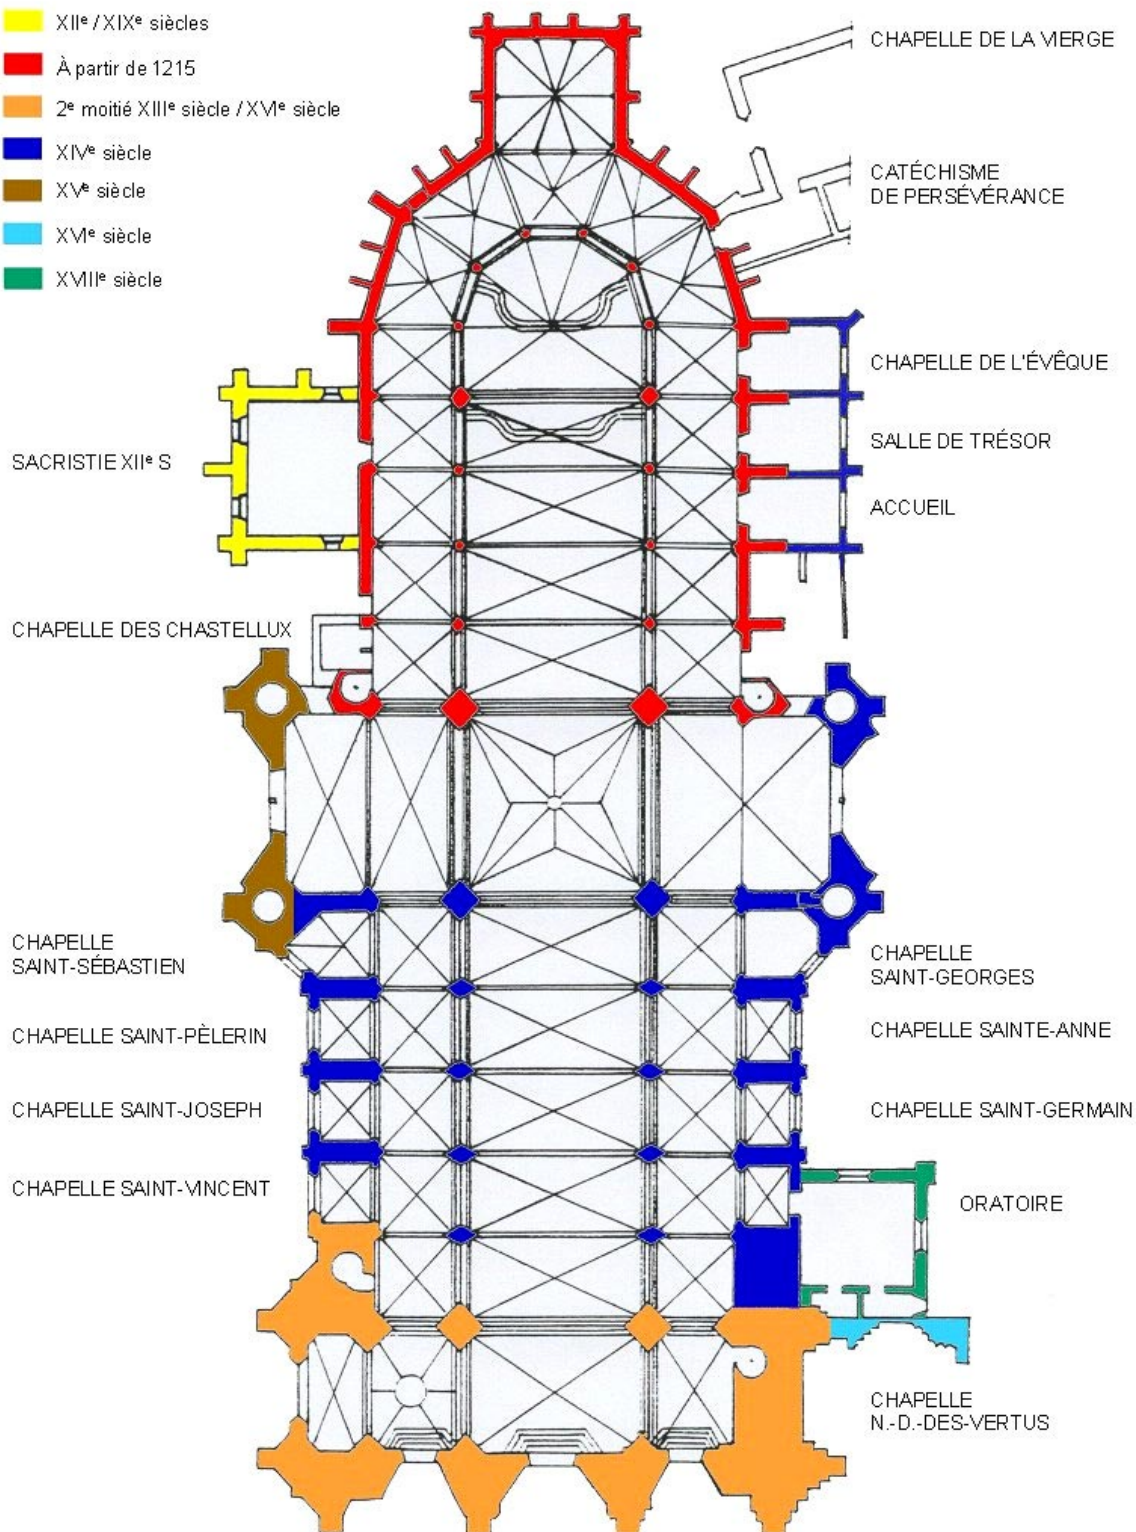 XIIe / XIXe siècles
À partir de 1215
2e moitié XIIIe siècle / XVIe siècle
XIVe siècle
XVe siècle
XVIe siècle
XVIIIe siècle
CHAPELLE DE LA VIERGE
CATÉCHISME
DE PERSÉVÉRANCE
CHAPELLE DE L'ÉVÊQUE
SALLE DE TRÉSOR
ACCUEIL
SACRISTIE XIIe S
CHAPELLE DES CHASTELLUX
CHAPELLE
SAINT-SÉBASTIEN
CHAPELLE
SAINT-GEORGES
CHAPELLE SAINT-PÈLERIN
CHAPELLE SAINTE-ANNE
CHAPELLE SAINT-JOSEPH
CHAPELLE SAINT-GERMAIN
CHAPELLE SAINT-VINCENT
ORATOIRE
CHAPELLE
N.-D.-DES-VERTUS